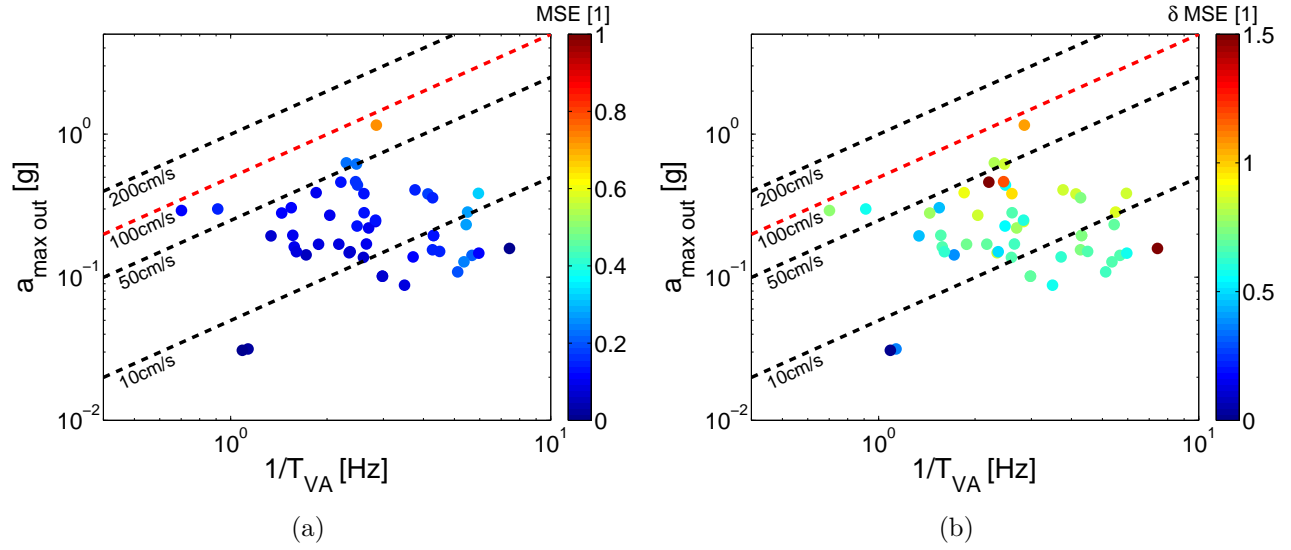 MSE [1]
1
0.8
0.6
0.4
0.2
0
10^0
10^−1
10^−2
a_max out [g]
200cm/s
100cm/s
50cm/s
10cm/s
10^0
10^1
1/T_VA [Hz]
(a)
δ MSE [1]
1.5
1
0.5
0
10^0
10^−1
10^−2
a_max out [g]
200cm/s
100cm/s
50cm/s
10cm/s
10^0
10^1
1/T_VA [Hz]
(b)